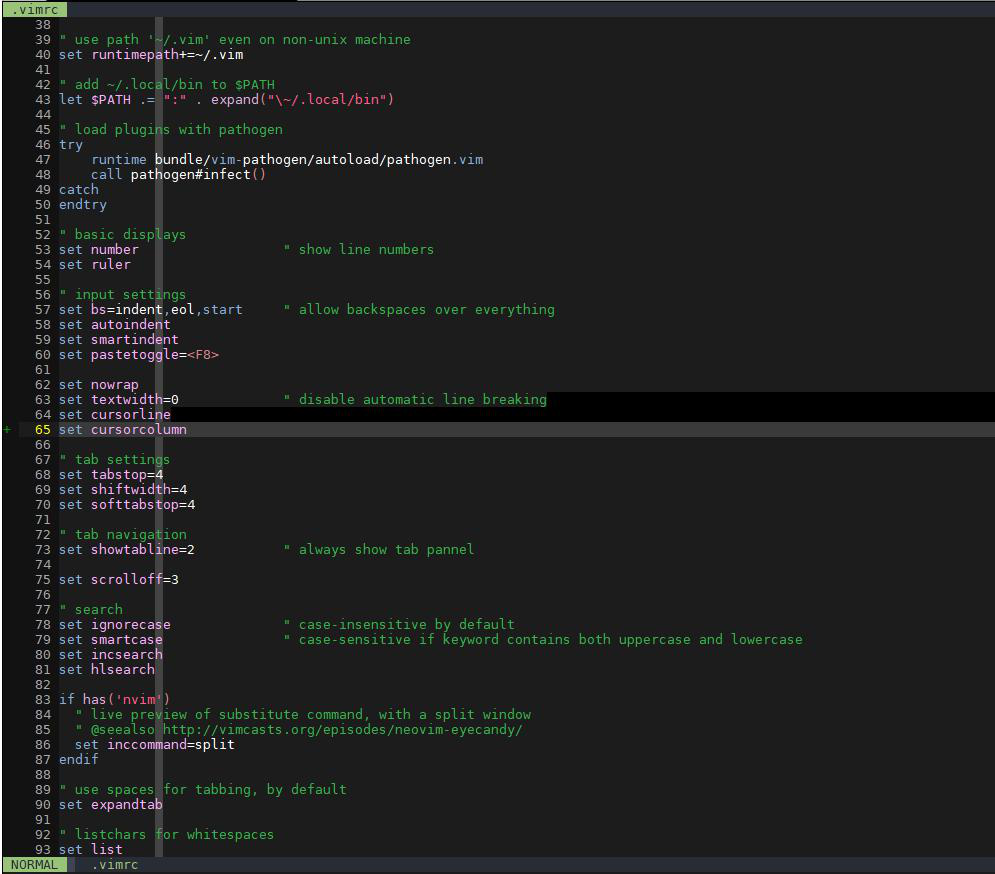 .vimrc
38
39 " use path '~/.vim' even on non-unix machine
40 set runtimepath+=~/.vim
41
42 " add ~/.local/bin to $PATH
43 let $PATH .= ":" . expand("\~/.local/bin")
44
45 " load plugins with pathogen
46 try
47     runtime bundle/vim-pathogen/autoload/pathogen.vim
48     call pathogen#infect()
49 catch
50 endtry
51
52 " basic displays
53 set number                  " show line numbers
54 set ruler
55
56 " input settings
57 set bs=indent,eol,start     " allow backspaces over everything
58 set autoindent
59 set smartindent
60 set pastetoggle=<F8>
61
62 set nowrap
63 set textwidth=0             " disable automatic line breaking
64 set cursorline
+ 65 set cursorcolumn
66
67 " tab settings
68 set tabstop=4
69 set shiftwidth=4
70 set softtabstop=4
71
72 " tab navigation
73 set showtabline=2           " always show tab pannel
74
75 set scrolloff=3
76
77 " search
78 set ignorecase              " case-insensitive by default
79 set smartcase               " case-sensitive if keyword contains both uppercase and lowercase
80 set incsearch
81 set hlsearch
82
83 if has('nvim')
84   " live preview of substitute command, with a split window
85   " @seealso http://vimcasts.org/episodes/neovim-eyecandy/
86   set inccommand=split
87 endif
88
89 " use spaces for tabbing, by default
90 set expandtab
91
92 " listchars for whitespaces
93 set list
NORMAL .vimrc